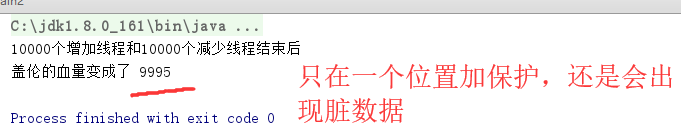 ain2
C:\jdk1.8.0_161\bin\java ...
10000个增加线程和10000个减少线程结束后
盖伦的血量变成了 9995
只在一个位置加保护，还是会出
现脏数据
Process finished with exit code 0